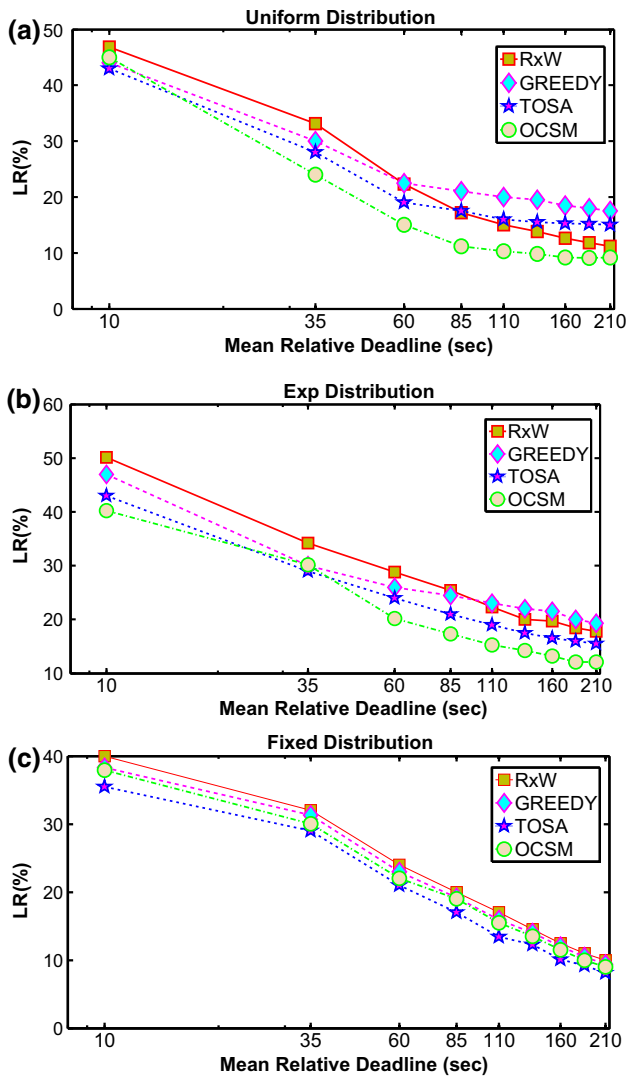 (a)
Uniform Distribution
50
40
30
20
10
0
LR(%)
RxW
GREEDY
TOSA
OCSM
10 35 60 85 110 160 210
Mean Relative Deadline (sec)
(b)
Exp Distribution
60
50
40
30
20
10
LR(%)
RxW
GREEDY
TOSA
OCSM
10 35 60 85 110 160 210
Mean Relative Deadline (sec)
(c)
Fixed Distribution
40
30
20
10
0
LR(%)
RxW
GREEDY
TOSA
OCSM
10 35 60 85 110 160 210
Mean Relative Deadline (sec)